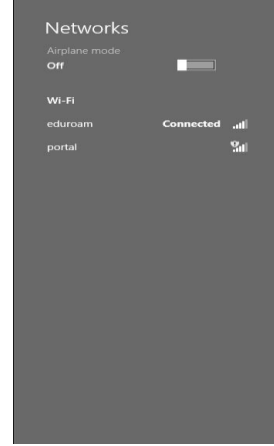 Networks
Airplane mode
Off
Wi-Fi
eduroam Connected
portal